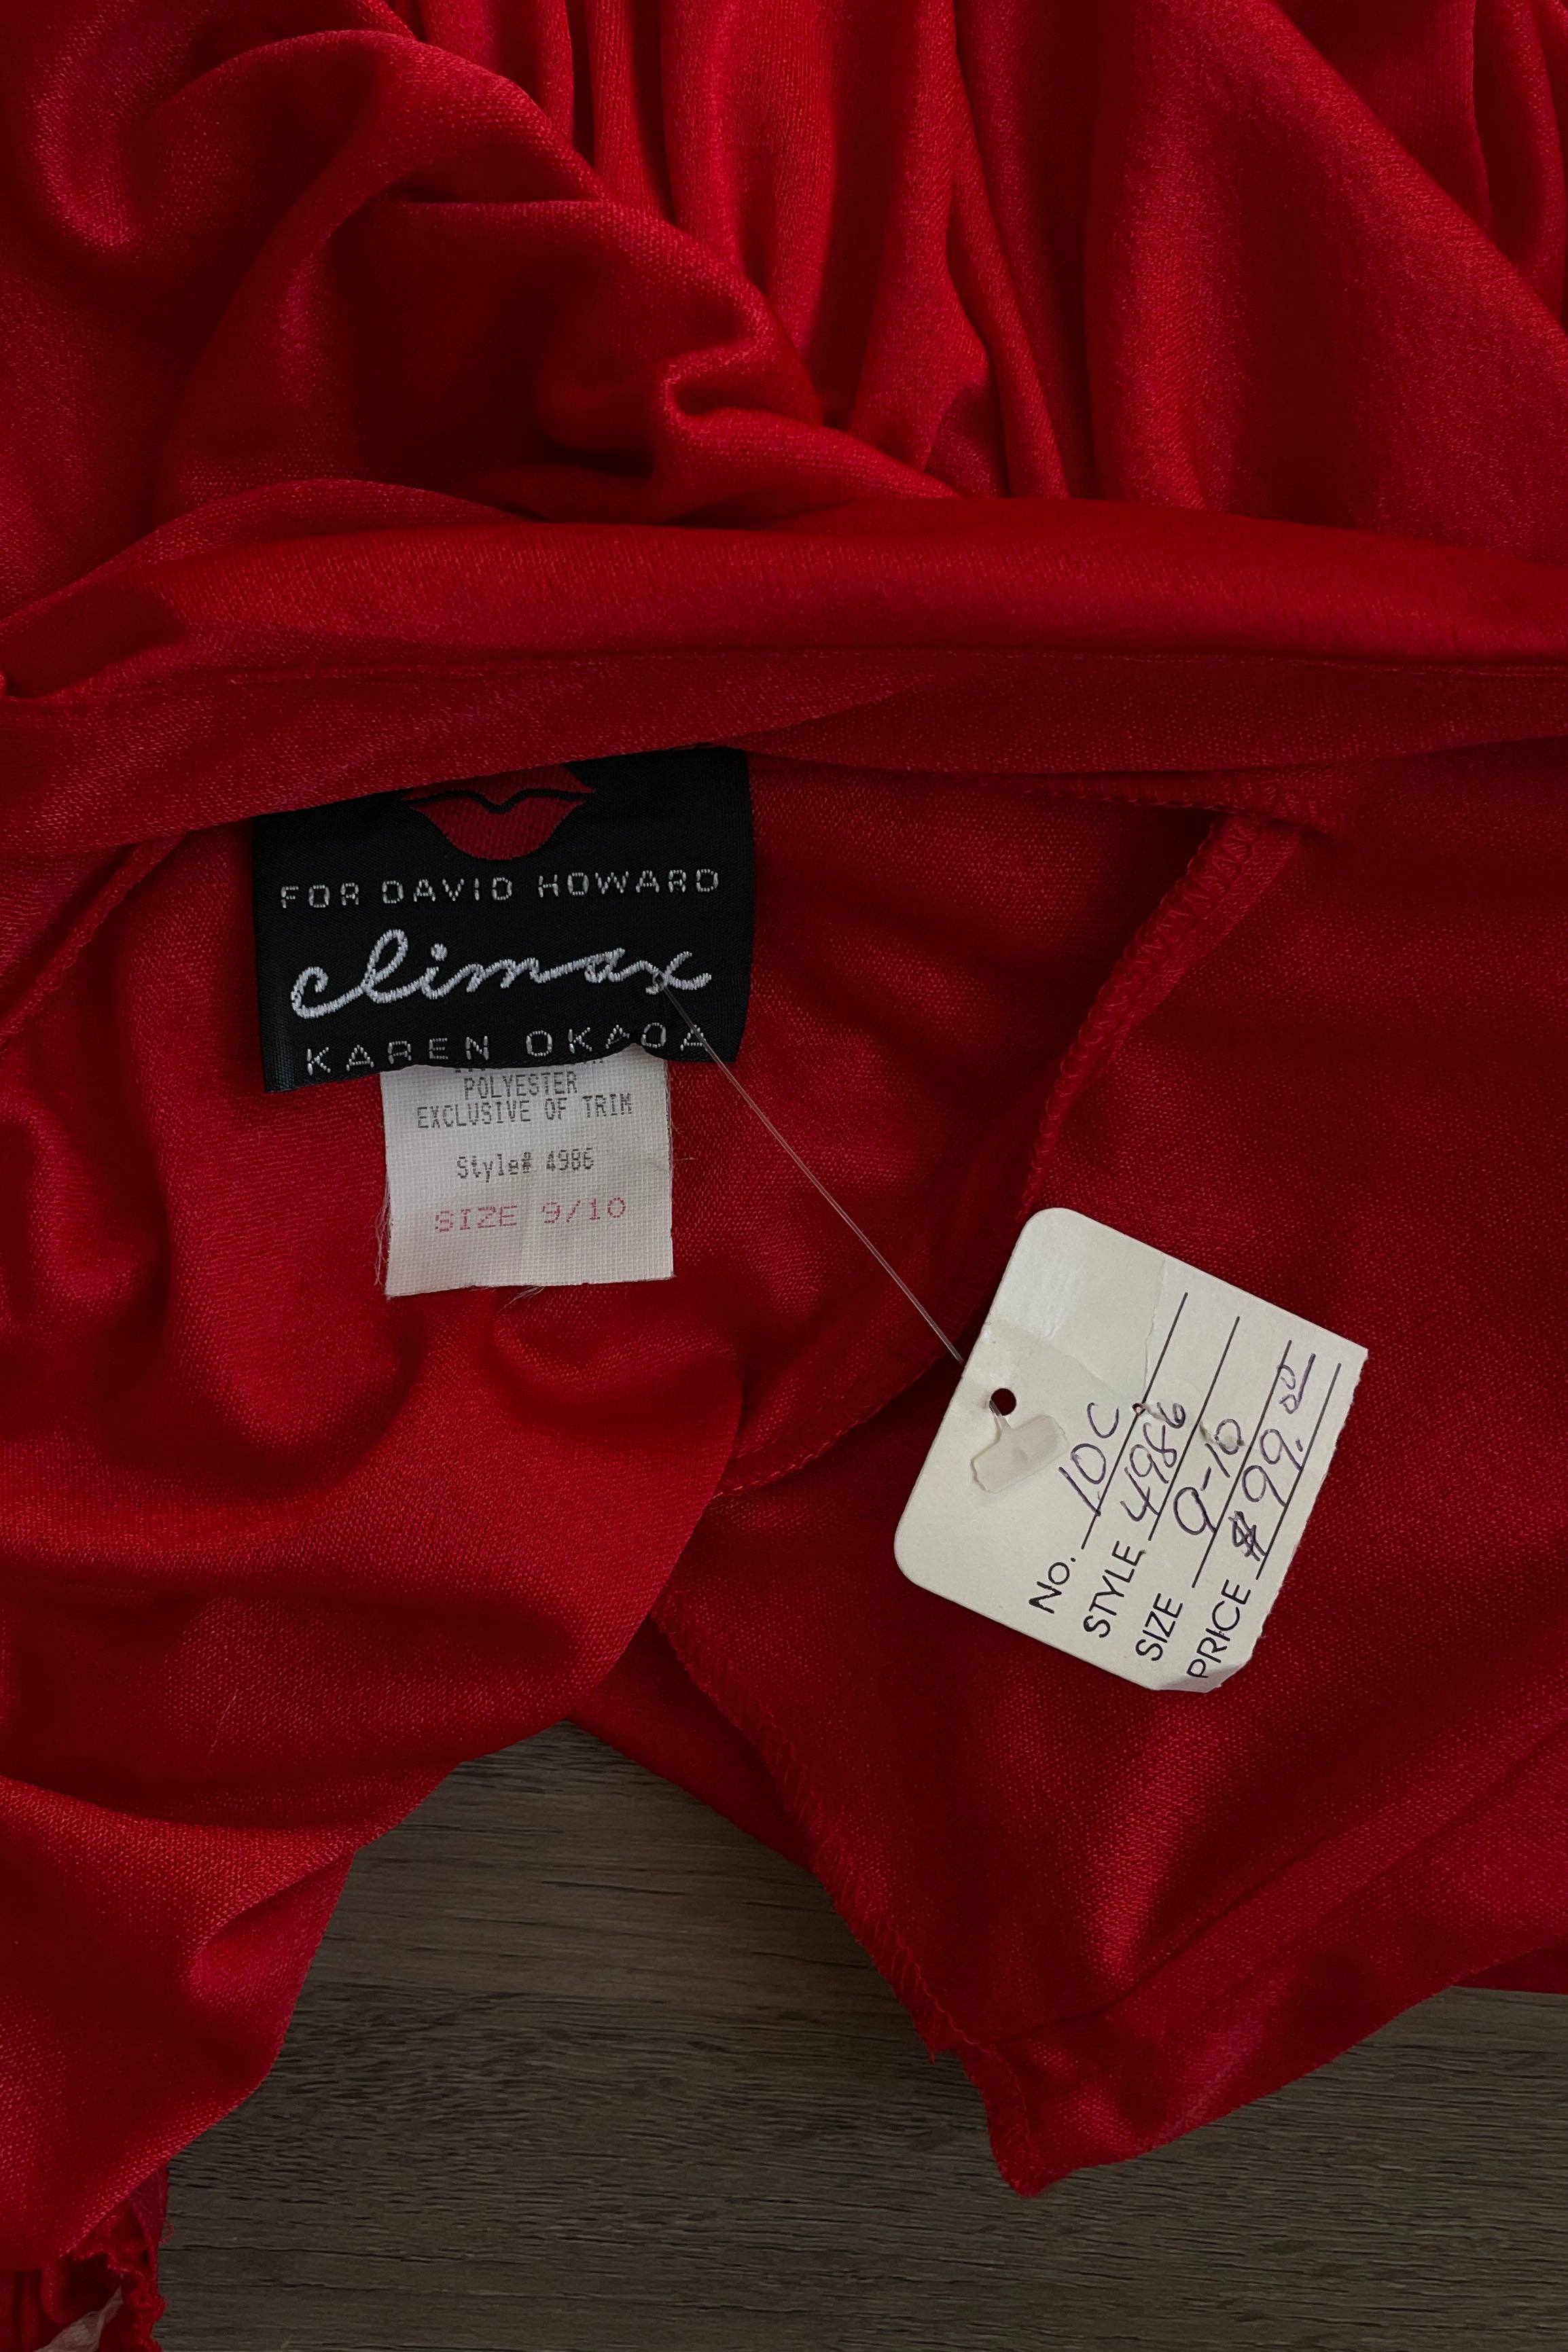 FOR DAVID HOWARD
climax
KAREN OKADA
POLYESTER
EXCLUSIVE OF TRIM
Style# 4986
SIZE 9/10
No. 10C
STYLE 4986
SIZE 9-10
PRICE $99.00